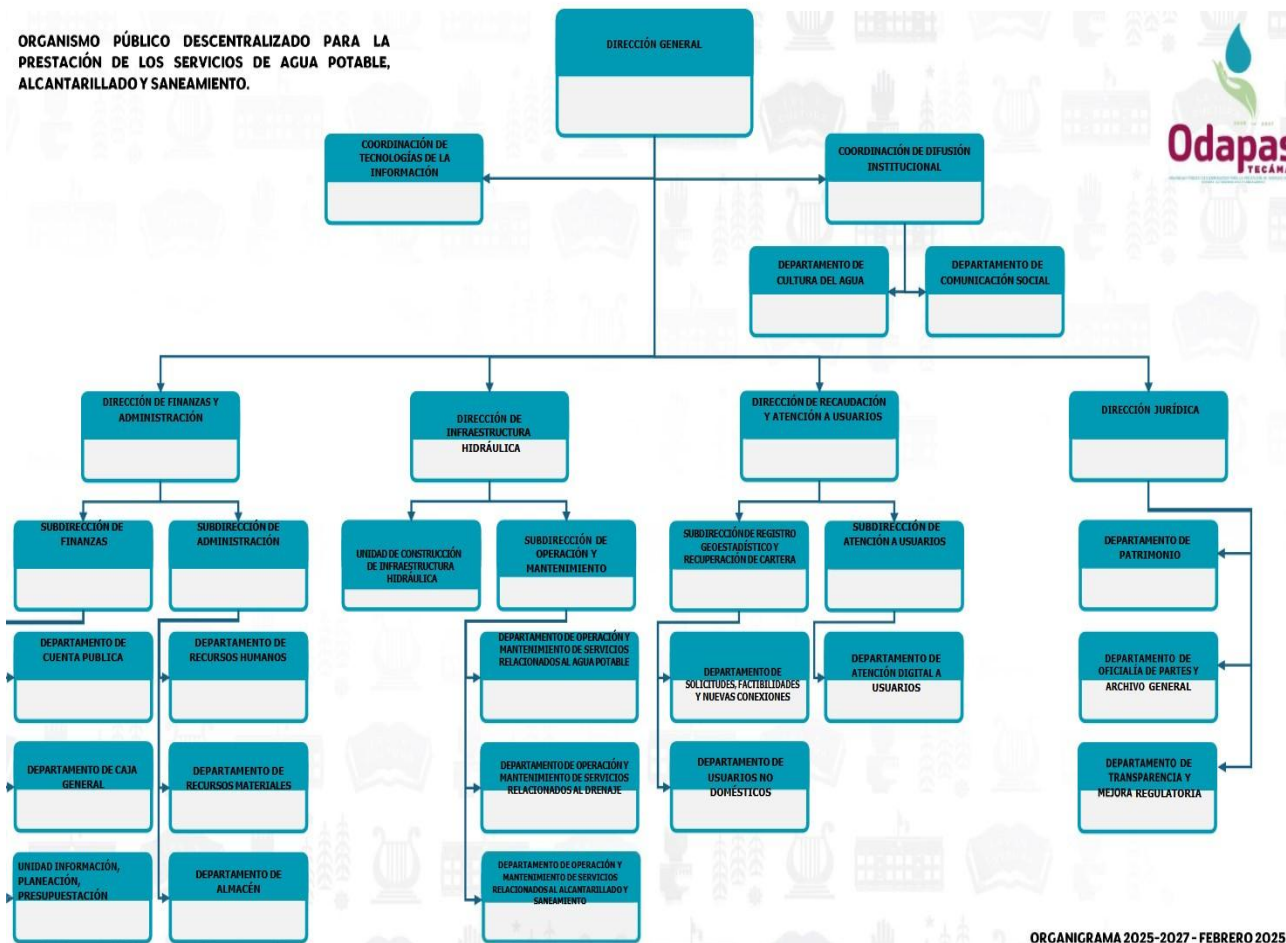 ORGANISMO PÚBLICO DESCENTRALIZADO PARA LA
PRESTACIÓN DE LOS SERVICIOS DE AGUA POTABLE,
ALCANTARILLADO Y SANEAMIENTO.
DIRECCIÓN GENERAL
Odapas
TECÁMA
COORDINACIÓN DE
TECNOLOGÍAS DE LA
INFORMACIÓN
COORDINACIÓN DE DIFUSIÓN
INSTITUCIONAL
DEPARTAMENTO DE
CULTURA DEL AGUA
DEPARTAMENTO DE
COMUNICACIÓN SOCIAL
DIRECCIÓN DE FINANZAS Y
ADMINISTRACIÓN
DIRECCIÓN DE
INFRAESTRUCTURA
HIDRÁULICA
DIRECCIÓN DE RECAUDACIÓN
Y ATENCIÓN A USUARIOS
DIRECCIÓN JURÍDICA
SUBDIRECCIÓN DE
FINANZAS
SUBDIRECCIÓN DE
ADMINISTRACIÓN
UNIDAD DE CONSTRUCCIÓN
DE INFRAESTRUCTURA
HIDRÁULICA
SUBDIRECCIÓN DE
OPERACIÓN Y
MANTENIMIENTO
SUBDIRECCIÓN DE REGISTRO
GEOESTADÍSTICO Y
RECUPERACIÓN DE CARTERA
SUBDIRECCIÓN DE
ATENCIÓN A USUARIOS
DEPARTAMENTO DE
PATRIMONIO
DEPARTAMENTO DE
CUENTA PUBLICA
DEPARTAMENTO DE
RECURSOS HUMANOS
DEPARTAMENTO DE OPERACIÓN Y
MANTENIMIENTO DE SERVICIOS
RELACIONADOS AL AGUA POTABLE
DEPARTAMENTO DE
SOLICITUDES, FACTIBILIDADES
Y NUEVAS CONEXIONES
DEPARTAMENTO DE
ATENCIÓN DIGITAL A
USUARIOS
DEPARTAMENTO DE
OFICIALÍA DE PARTES Y
ARCHIVO GENERAL
DEPARTAMENTO DE CAJA
GENERAL
DEPARTAMENTO DE
RECURSOS MATERIALES
DEPARTAMENTO DE OPERACIÓN Y
MANTENIMIENTO DE SERVICIOS
RELACIONADOS AL DRENAJE
DEPARTAMENTO DE
USUARIOS NO
DOMÉSTICOS
DEPARTAMENTO DE
TRANSPARENCIA Y
MEJORA REGULATORIA
UNIDAD INFORMACIÓN,
PLANEACIÓN,
PRESUPUESTACIÓN
DEPARTAMENTO DE
ALMACÉN
DEPARTAMENTO DE OPERACIÓN Y
MANTENIMIENTO DE SERVICIOS
RELACIONADOS AL ALCANTARILLADO Y
SANEAMIENTO
ORGANIGRAMA 2025-2027 - FEBRERO 2025